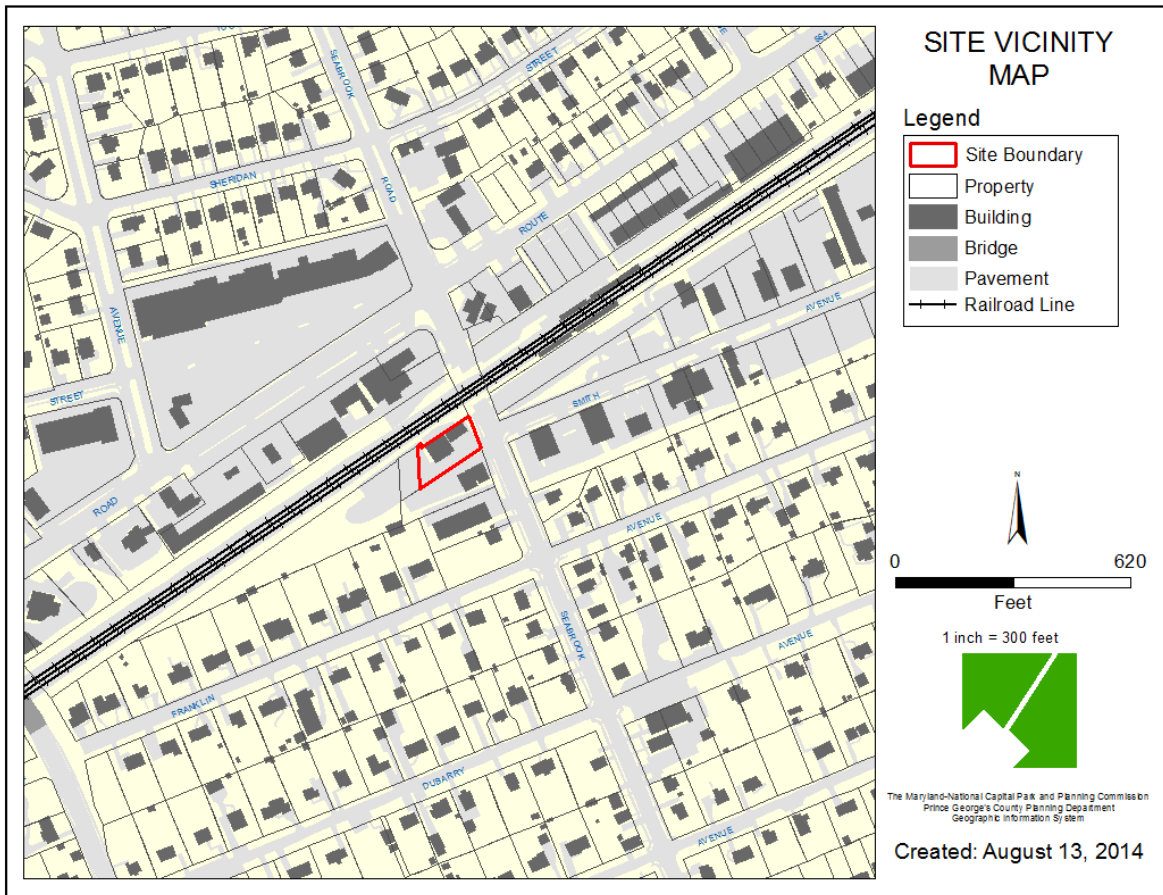 SEABROOK
STREET
564
SHERIDAN
ROAD
ROUTE
AVENUE
AVENUE
STREET
SMITH
ROAD
AVENUE
SEABROOK
AVENUE
FRANKLIN
DUBARRY
AVENUE
SITE VICINITY
MAP
Legend
Site Boundary
Property
Building
Bridge
Pavement
Railroad Line
N
0 620
Feet
1 inch = 300 feet
The Maryland-National Capital Park and Planning Commission
Prince George's County Planning Department
Geographic Information System
Created: August 13, 2014